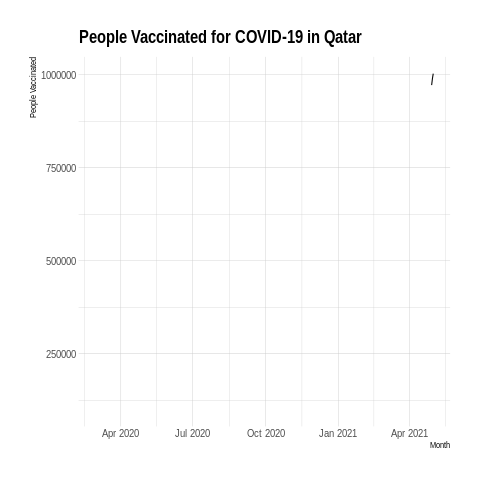 People Vaccinated for COVID-19 in Qatar
People Vaccinated
1000000
750000
500000
250000
Apr 2020
Jul 2020
Oct 2020
Jan 2021
Apr 2021
Month